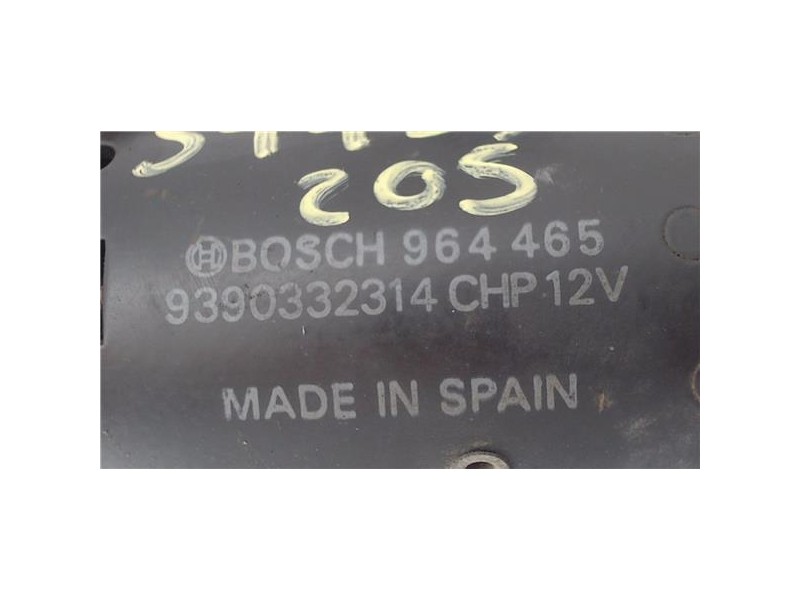 205
BOSCH 964 465
9390332314 CHP 12V
MADE IN SPAIN